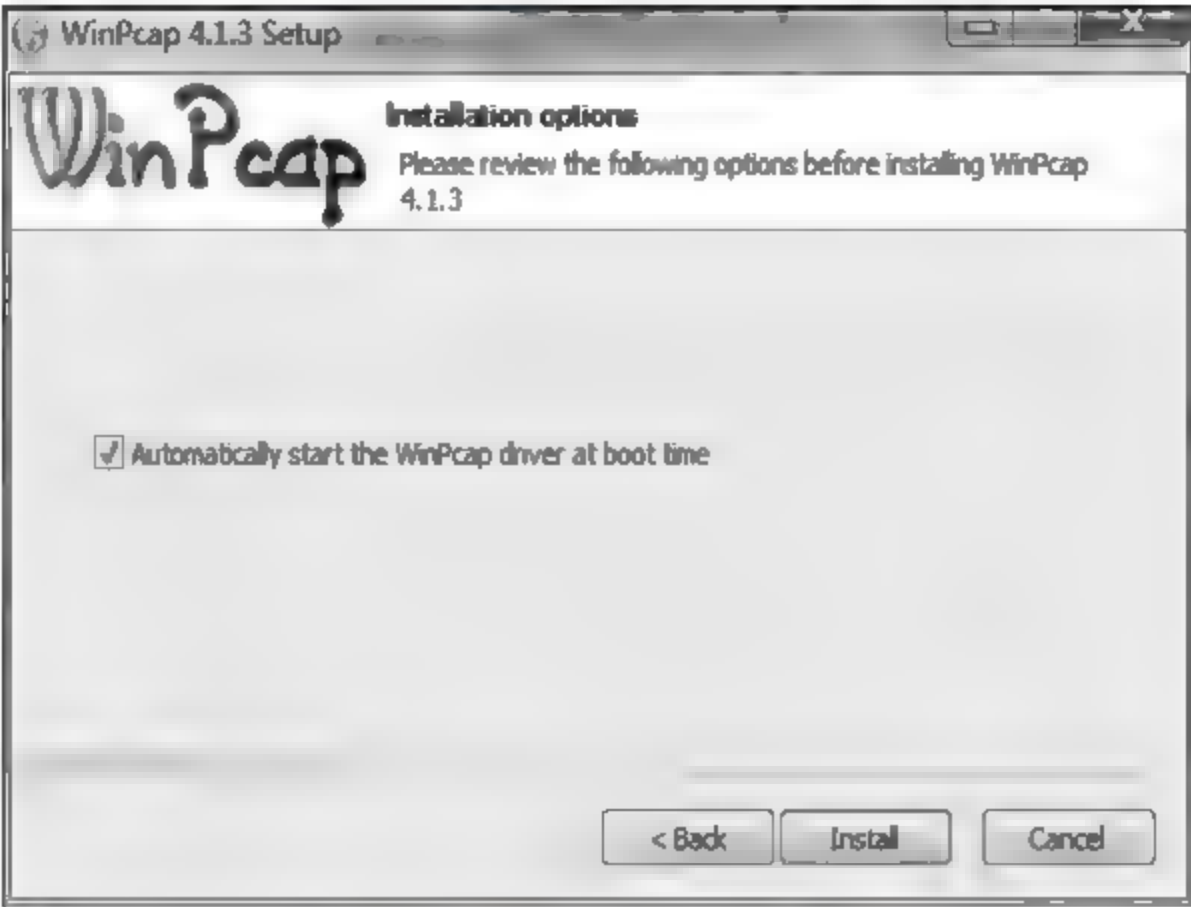 WinPcap 4.1.3 Setup
WinPcap
Installation options
Please review the following options before installing WinPcap
4.1.3
Automatically start the WinPcap driver at boot time
< Back
Install
Cancel